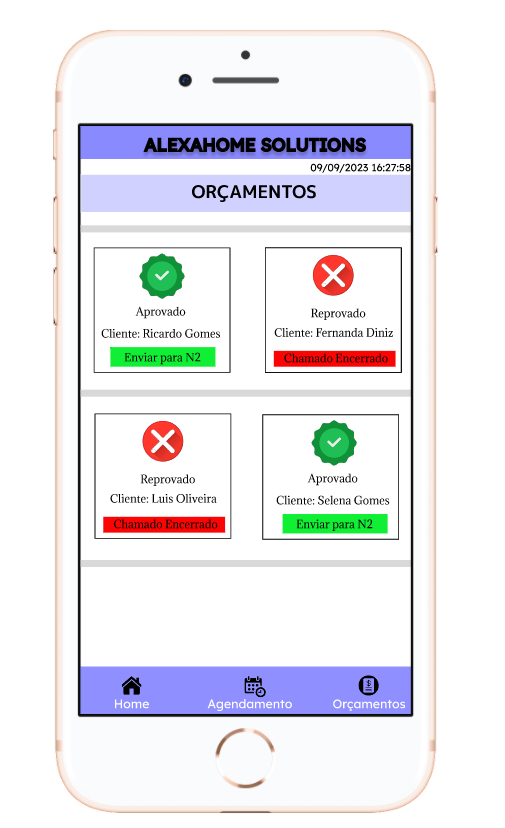 ALEXAHOME SOLUTIONS
09/09/2023 16:27:58
ORÇAMENTOS
Aprovado
Cliente: Ricardo Gomes
Enviar para N2
Reprovado
Cliente: Fernanda Diniz
Chamado Encerrado
Reprovado
Cliente: Luis Oliveira
Chamado Encerrado
Aprovado
Cliente: Selena Gomes
Enviar para N2
Home
Agendamento
$
Orçamentos